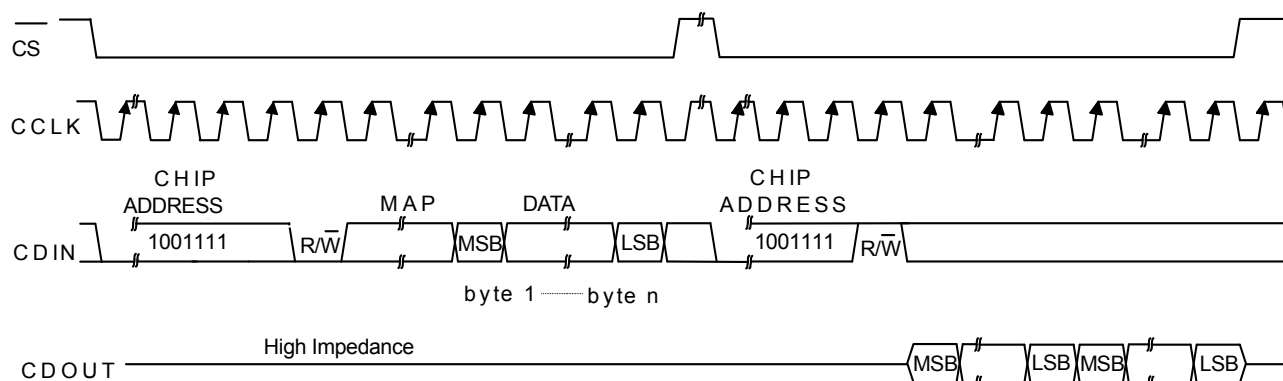 CS
CCLK
CHIP
ADDRESS
MAP
DATA
CHIP
ADDRESS
CDIN
1001111
R/W
MSB
LSB
1001111
R/W
byte 1
byte n
High Impedance
CDOUT
MSB
LSB
MSB
LSB